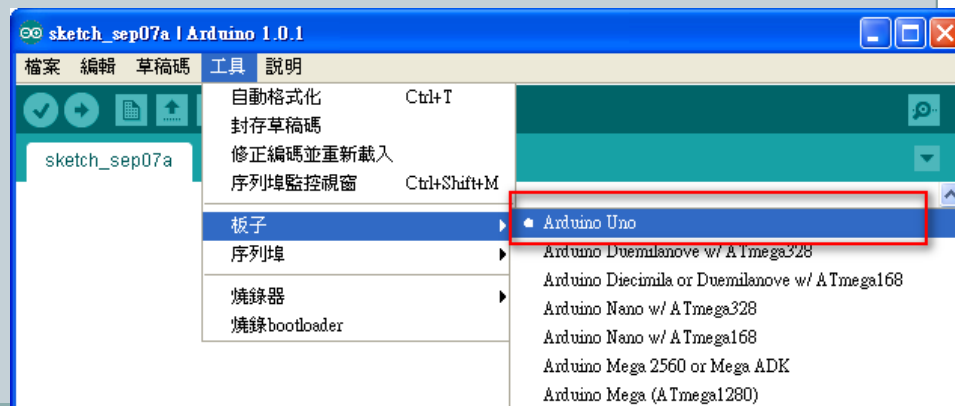 sketch_sep07a | Arduino 1.0.1
檔案 編輯 草稿碼 工具 說明
sketch_sep07a
自動格式化 Ctrl+T
封存草稿碼
修正編碼並重新載入
序列埠監控視窗 Ctrl+Shift+M
板子
序列埠
燒錄器
燒錄bootloader
Arduino Uno
Arduino Duemilanove w/ ATmega328
Arduino Diecimila or Duemilanove w/ ATmega168
Arduino Nano w/ ATmega328
Arduino Nano w/ ATmega168
Arduino Mega 2560 or Mega ADK
Arduino Mega (ATmega1280)